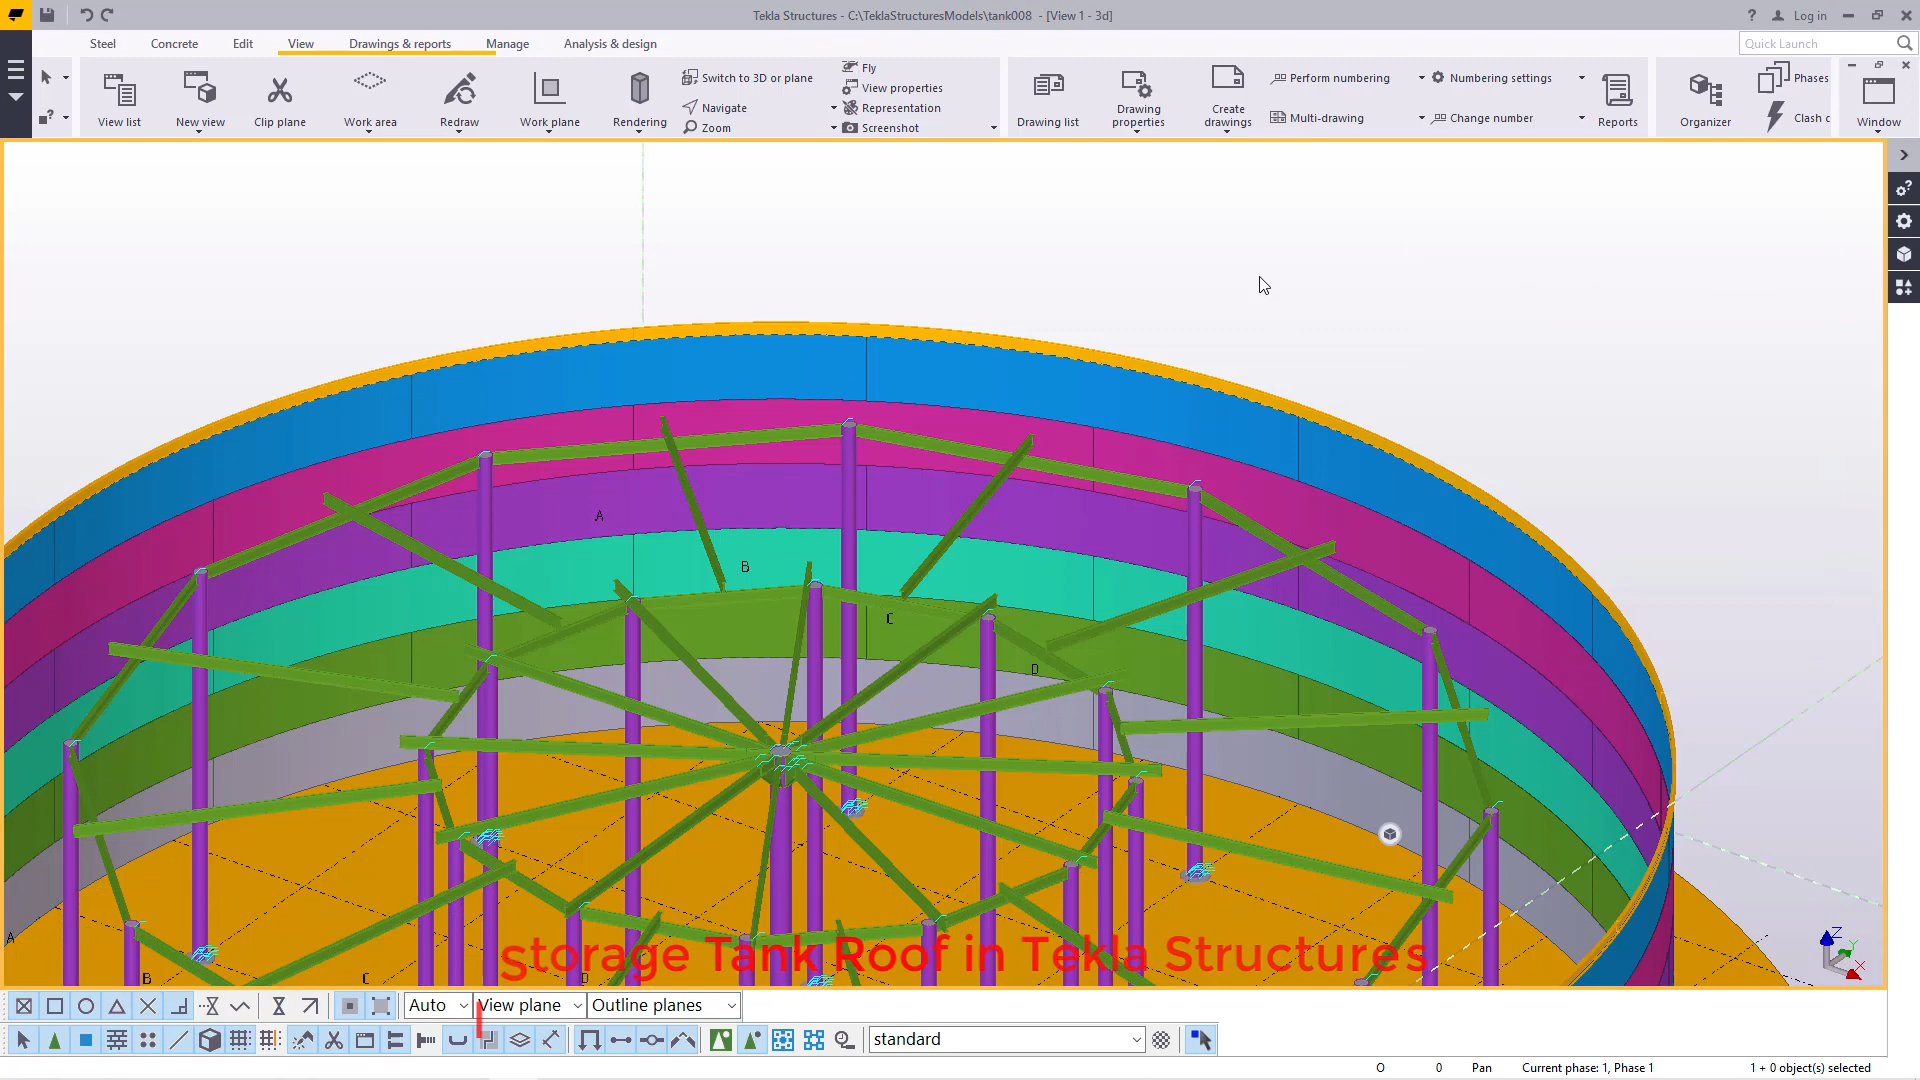 Tekla Structures - C:\TeklaStructuresModels\tank008 - [View 1 - 3d]
? Log in
Steel Concrete Edit View Drawings & reports Manage Analysis & design
Quick Launch
View list
New view
Clip plane
Work area
Redraw
Work plane
Rendering
Switch to 3D or plane
Navigate
Zoom
Fly
View properties
Representation
Screenshot
Drawing list
Drawing properties
Create drawings
Perform numbering
Multi-drawing
Numbering settings
Change number
Reports
Organizer
Phases
Clash c
Window
A
B
C
D
A
B
C
D
Z
Y
X
storage Tank Roof in Tekla Structures
Auto View plane Outline planes
standard
O 0 Pan Current phase: 1, Phase 1 1 + 0 object(s) selected